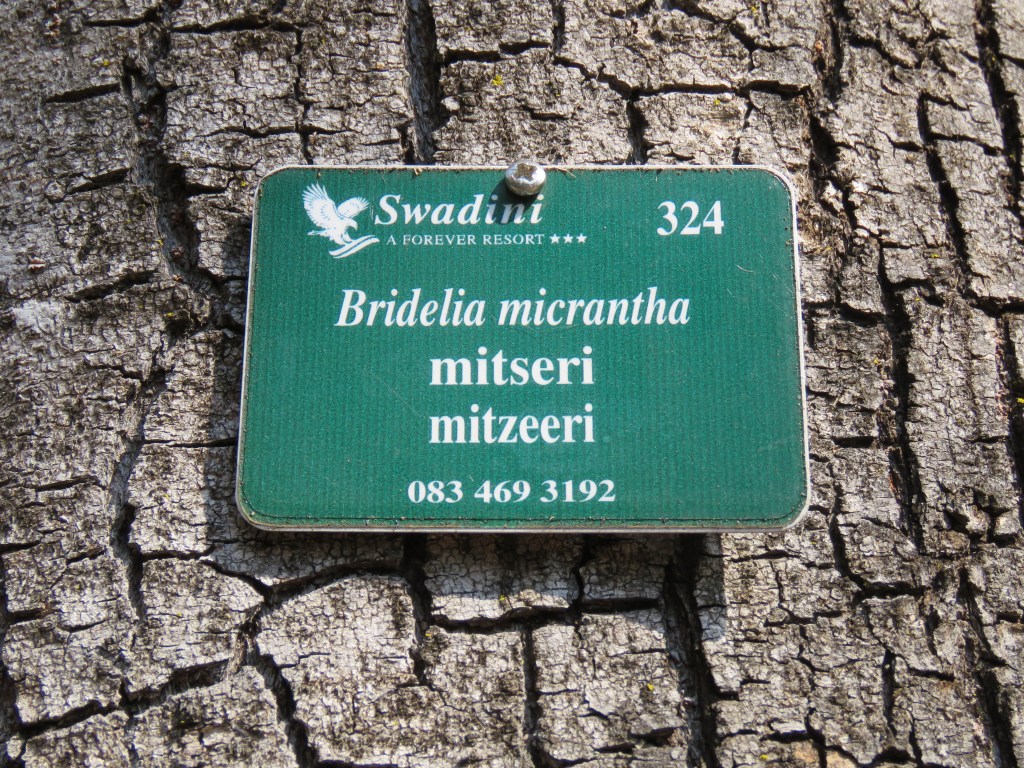 Swadini 324
A FOREVER RESORT ★★★
Bridelia micrantha
mitseri
mitzeeri
083 469 3192